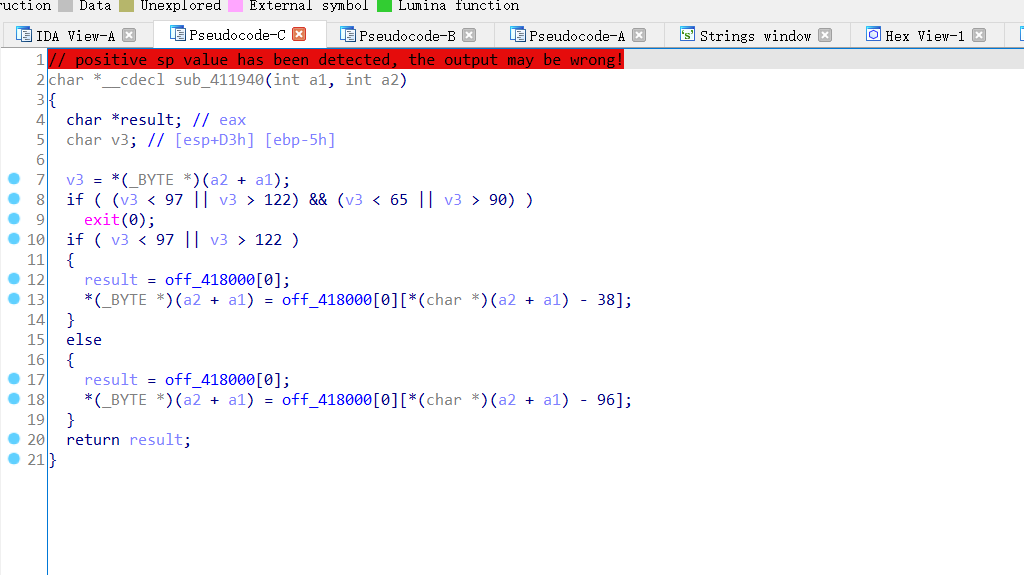 ruction Data Unexplored External symbol Lumina function
IDA View-A Pseudocode-C Pseudocode-B Pseudocode-A Strings window Hex View-1
1 // positive sp value has been detected, the output may be wrong!
2 char *__cdecl sub_411940(int a1, int a2)
3 {
4 char *result; // eax
5 char v3; // [esp+D3h] [ebp-5h]
6
7 v3 = *(_BYTE *)(a2 + a1);
8 if ( (v3 < 97 || v3 > 122) && (v3 < 65 || v3 > 90) )
9 exit(0);
10 if ( v3 < 97 || v3 > 122 )
11 {
12 result = off_418000[0];
13 *(_BYTE *)(a2 + a1) = off_418000[0][*(char *)(a2 + a1) - 38];
14 }
15 else
16 {
17 result = off_418000[0];
18 *(_BYTE *)(a2 + a1) = off_418000[0][*(char *)(a2 + a1) - 96];
19 }
20 return result;
21 }